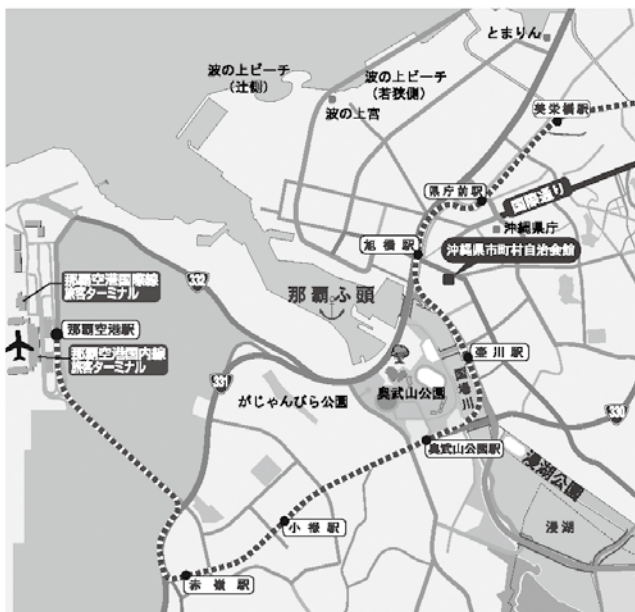 とまりん
波の上ビーチ
(辻側)
波の上ビーチ
(若狭側)
波の上宮
美栄橋駅
県庁前駅
国際通り
沖縄県庁
旭橋駅
沖縄県市町村自治会館
那覇空港国際線
旅客ターミナル
332
那覇ふ頭
那覇空港駅
那覇空港国内線
旅客ターミナル
壺川駅
331
がじゃんびら公園
奥武山公園
330
奥武山公園駅
漫湖公園
漫湖
小禄駅
赤嶺駅